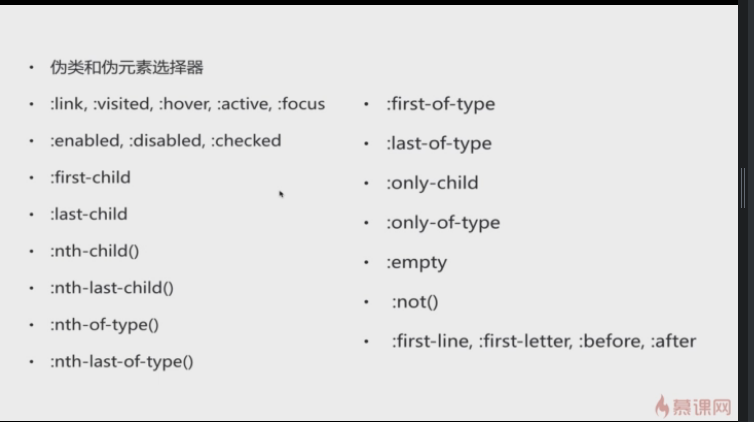 伪类和伪元素选择器
:link, :visited, :hover, :active, :focus
:enabled, :disabled, :checked
:first-child
:last-child
:nth-child()
:nth-last-child()
:nth-of-type()
:nth-last-of-type()
:first-of-type
:last-of-type
:only-child
:only-of-type
:empty
:not()
:first-line, :first-letter, :before, :after
慕课网